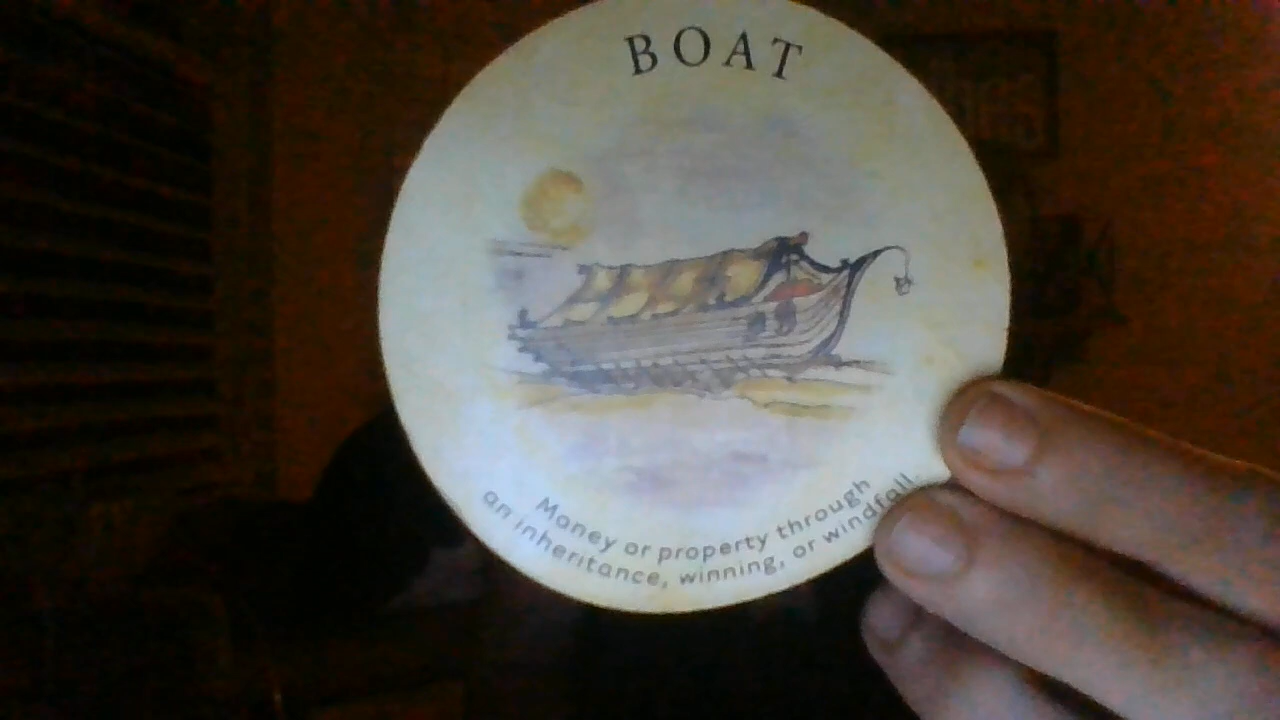 BOAT
Money or property through
an inheritance, winning, or windfall.